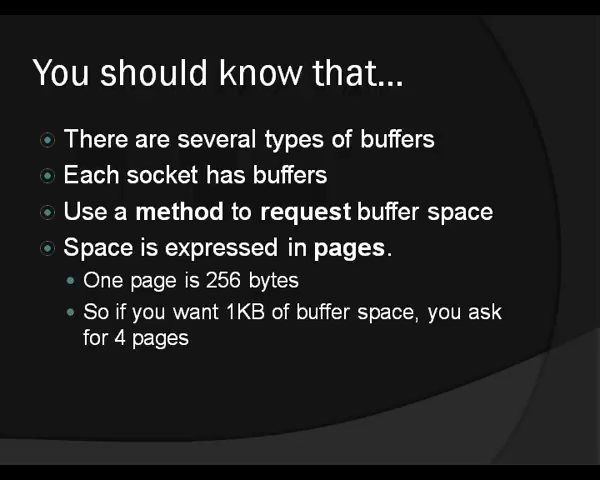 You should know that...
There are several types of buffers
Each socket has buffers
Use a method to request buffer space
Space is expressed in pages.
One page is 256 bytes
So if you want 1KB of buffer space, you ask
for 4 pages